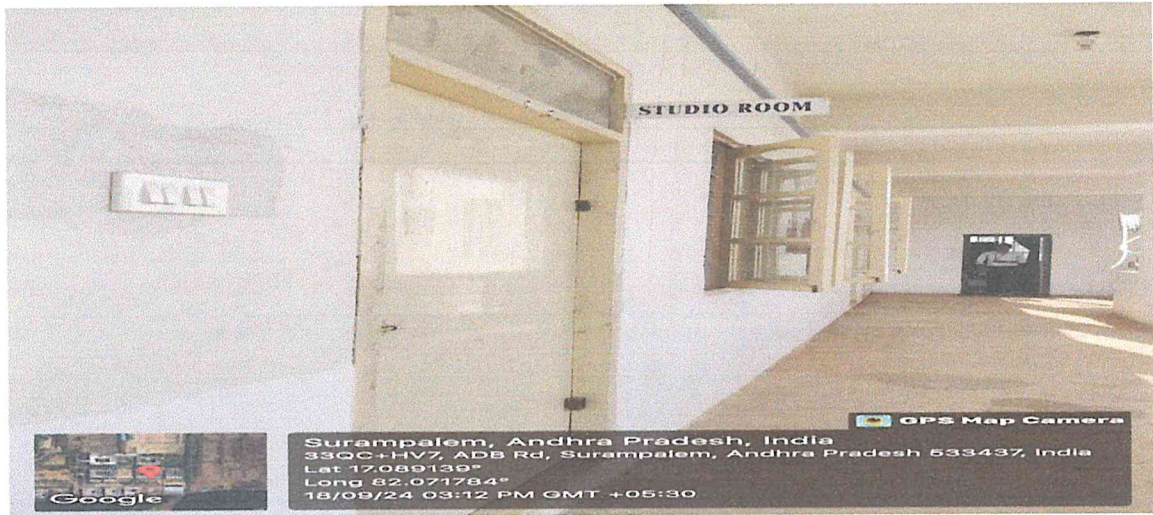 STUDIO ROOM
GPS Map Camera
Surampalem, Andhra Pradesh, India
33QC+HV7, ADB Rd, Surampalem, Andhra Pradesh 533437, India
Lat 17.089139°
Long 82.071784°
18/09/24 03:12 PM GMT +05:30
Google